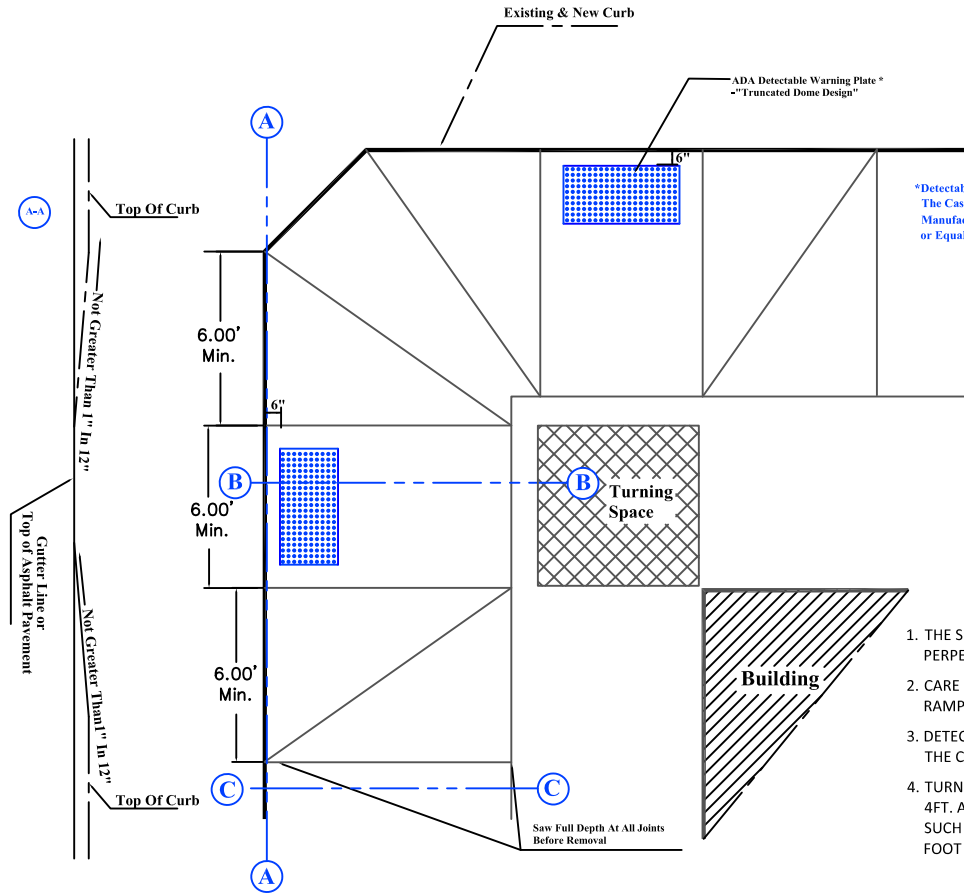 Existing & New Curb
ADA Detectable Warning Plate *
-"Truncated Dome Design"
A
6"
A-A
Top Of Curb
*Detectab
The Cas
Manufac
or Equal
Not Greater Than 1" In 12"
6.00'
Min.
6"
B
B
Turning
Space
6.00'
Min.
Gutter Line or
Top of Asphalt Pavement
Not Greater Than1" In 12"
6.00'
Min.
Building
1. THE S
PERPE
2. CARE
RAMP
3. DETEC
THE C
4. TURN
4FT. A
SUCH
FOOT
C
C
Top Of Curb
Saw Full Depth At All Joints
Before Removal
A